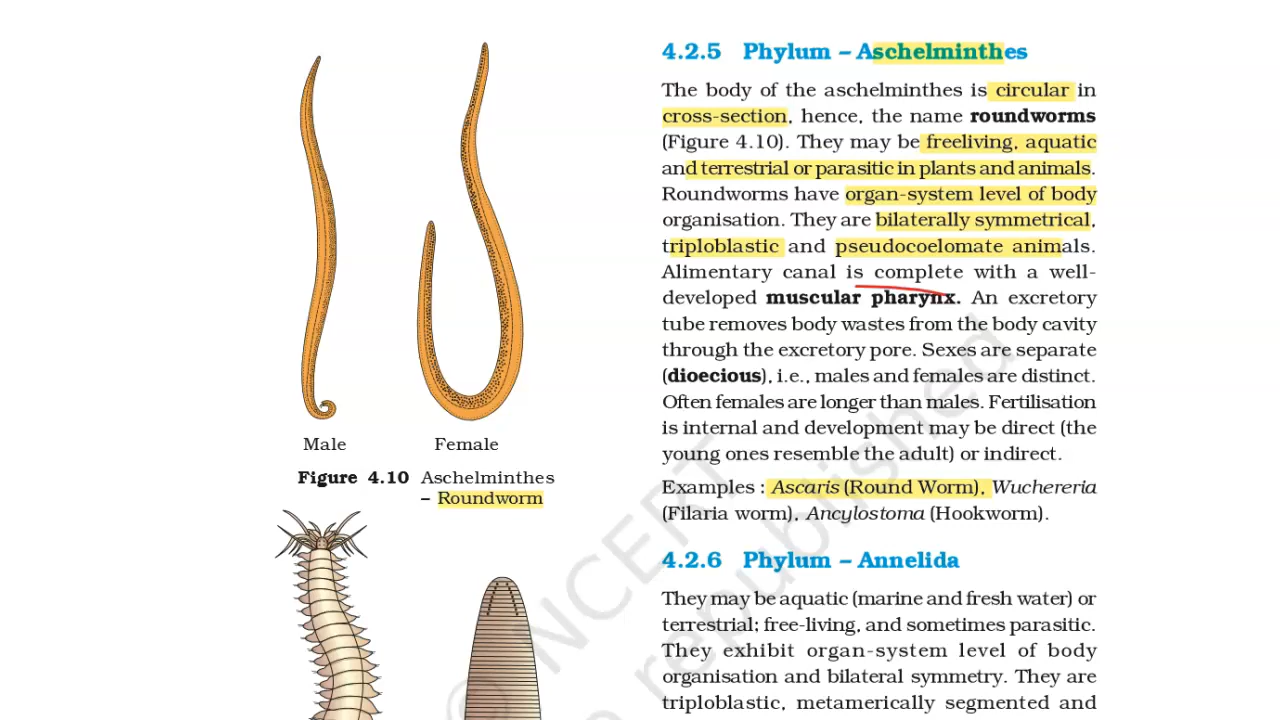 Male Female
Figure 4.10 Aschelminthes
– Roundworm
4.2.5 Phylum – Aschelminthes
The body of the aschelminthes is circular in
cross-section, hence, the name roundworms
(Figure 4.10). They may be freeliving, aquatic
and terrestrial or parasitic in plants and animals.
Roundworms have organ-system level of body
organisation. They are bilaterally symmetrical,
triploblastic and pseudocoelomate animals.
Alimentary canal is complete with a well-
developed muscular pharynx. An excretory
tube removes body wastes from the body cavity
through the excretory pore. Sexes are separate
(dioecious), i.e., males and females are distinct.
Often females are longer than males. Fertilisation
is internal and development may be direct (the
young ones resemble the adult) or indirect.
Examples : Ascaris (Round Worm), Wuchereria
(Filaria worm), Ancylostoma (Hookworm).
4.2.6 Phylum – Annelida
They may be aquatic (marine and fresh water) or
terrestrial; free-living, and sometimes parasitic.
They exhibit organ-system level of body
organisation and bilateral symmetry. They are
triploblastic, metamerically segmented and
© NCERT
republished